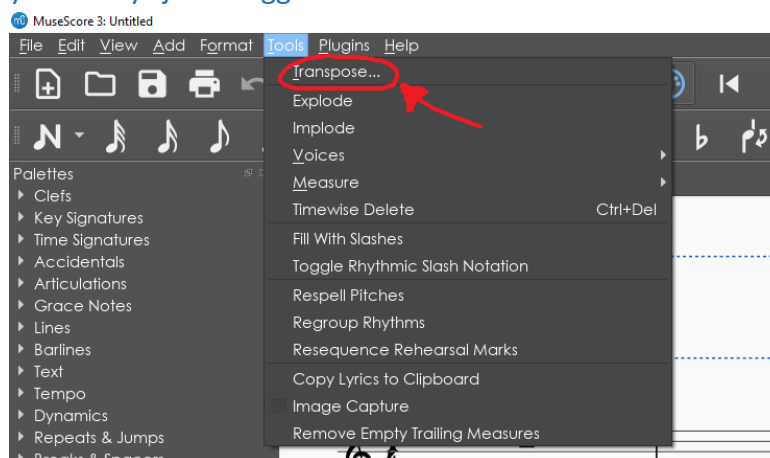 MuseScore 3: Untitled
File Edit View Add Format Tools Plugins Help
Transpose...
Explode
Implode
Voices
Measure
Timewise Delete Ctrl+Del
Fill With Slashes
Toggle Rhythmic Slash Notation
Respell Pitches
Regroup Rhythms
Resequence Rehearsal Marks
Copy Lyrics to Clipboard
Image Capture
Remove Empty Trailing Measures
Palettes
Clefs
Key Signatures
Time Signatures
Accidentals
Articulations
Grace Notes
Lines
Barlines
Text
Tempo
Dynamics
Repeats & Jumps